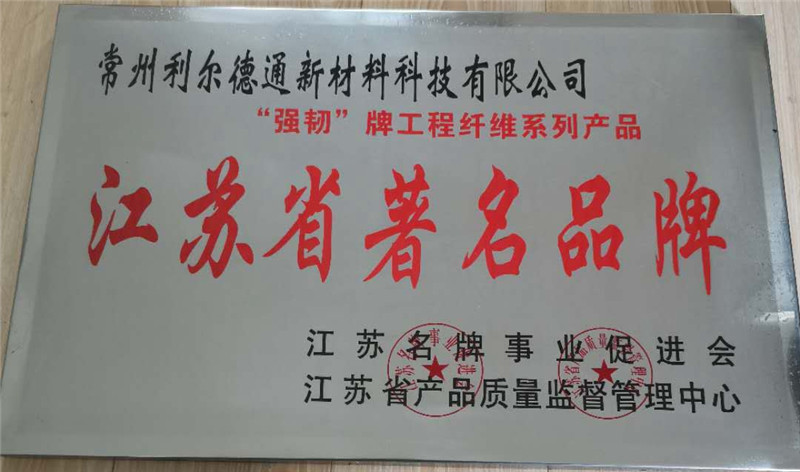 常州利尔德通新材料科技有限公司
“强韧”牌工程纤维系列产品
江苏省著名品牌
江苏名牌事业促进会
江苏省产品质量监督管理中心